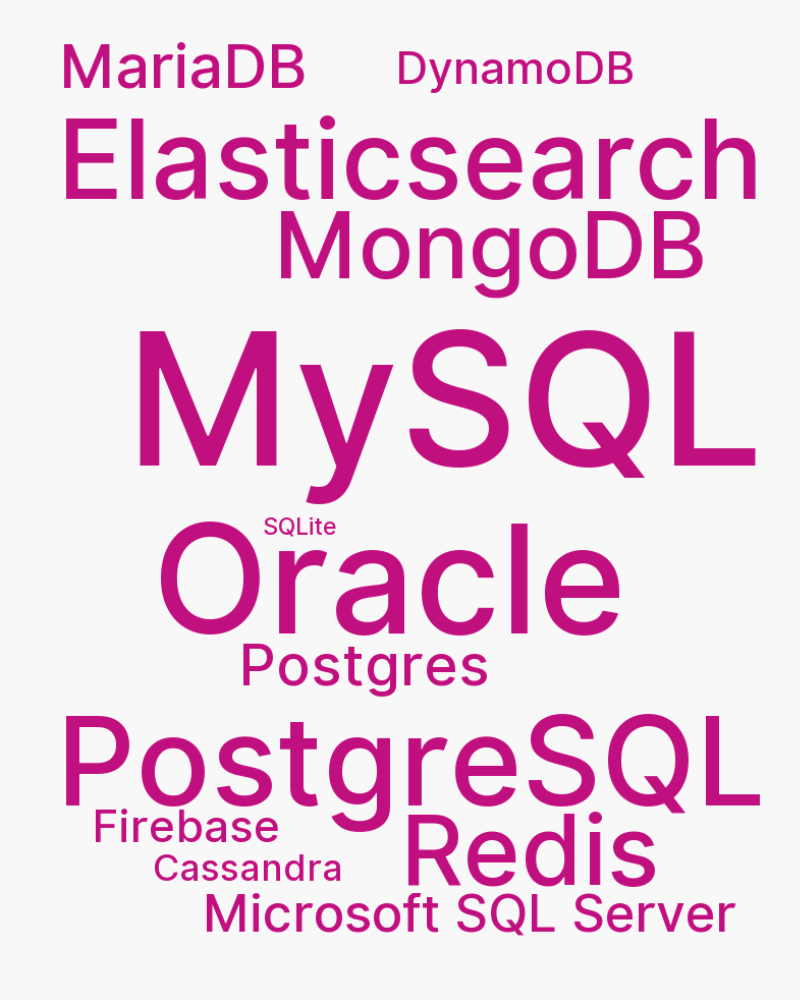 MariaDB DynamoDB
Elasticsearch
MongoDB
MySQL
SQLite
Oracle
Postgres
PostgreSQL
Firebase
Redis
Cassandra
Microsoft SQL Server